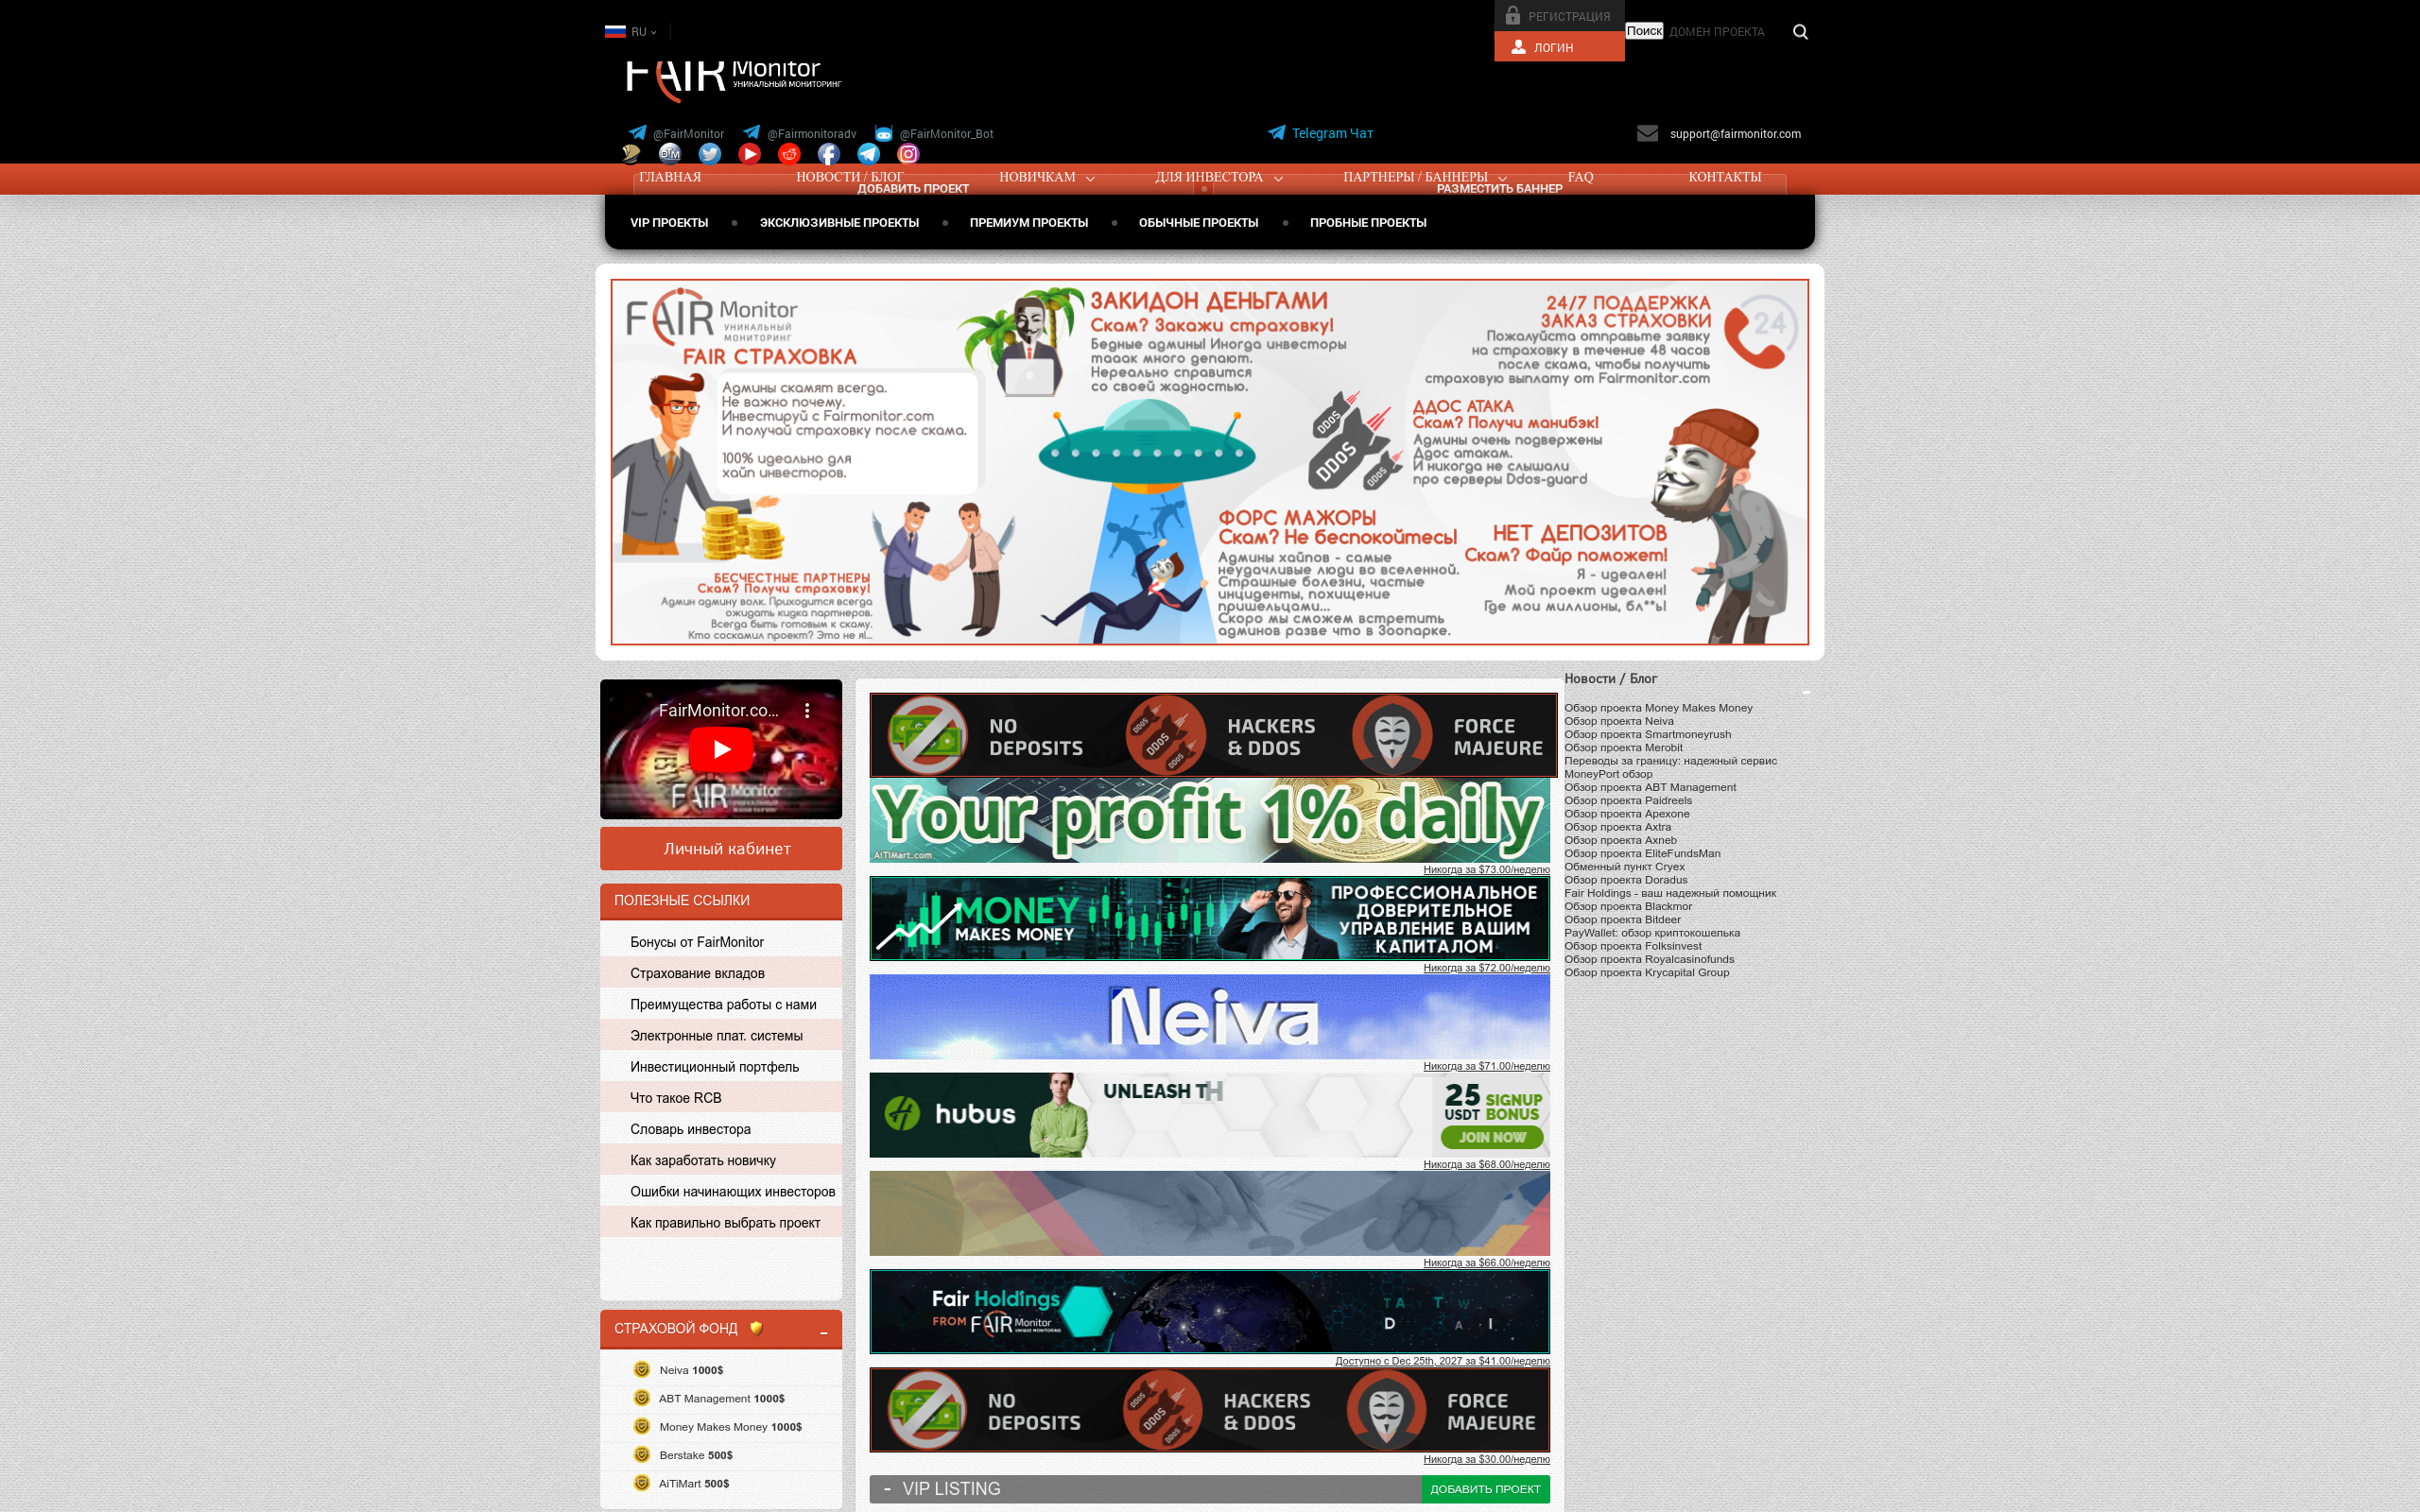 RU
РЕГИСТРАЦИЯ
ЛОГИН
Поиск
ДОМЕН ПРОЕКТА
FAIR Monitor
УНИКАЛЬНЫЙ МОНИТОРИНГ
@FairMonitor
@Fairmonitoradv
@FairMonitor_Bot
Telegram Чат
support@fairmonitor.com
ГЛАВНАЯ
НОВОСТИ / БЛОГ
НОВИЧКАМ
ДЛЯ ИНВЕСТОРА
ПАРТНЕРЫ / БАННЕРЫ
FAQ
КОНТАКТЫ
ДОБАВИТЬ ПРОЕКТ
РАЗМЕСТИТЬ БАННЕР
VIP ПРОЕКТЫ
ЭКСКЛЮЗИВНЫЕ ПРОЕКТЫ
ПРЕМИУМ ПРОЕКТЫ
ОБЫЧНЫЕ ПРОЕКТЫ
ПРОБНЫЕ ПРОЕКТЫ
FAIR Monitor
УНИКАЛЬНЫЙ
МОНИТОРИНГ
FAIR СТРАХОВКА
Админы скамят всегда.
Не важно почему.
Инвестируй с Fairmonitor.com
И получай страховку после скама.
100% идеально для
хайп инвесторов.
ЗАКИДОН ДЕНЬГАМИ
Скам? Закажи страховку!
Бедные админы! Иногда инвесторы
тааак много депают.
Нереально справится
со своей жадностью.
24/7 ПОДДЕРЖКА
ЗАКАЗ СТРАХОВКИ
Пожалуйста отправьте заявку
на страховку в течение 48 часов
после скама, чтобы получить
страховую выплату от Fairmonitor.com
24
ДДОС АТАКА
Скам? Получи манибэк!
Админы очень подвержены
Ддос атакам.
И никогда не слышали
про серверы Ddos-guard
DDOS
DDOS
DDOS
БЕСЧЕСТНЫЕ ПАРТНЕРЫ
Скам? Получи страховку!
Админ админу волк. Приходится всегда
ожидать кидка партнеров.
Всегда быть готовым к скаму.
Кто соскамил проект? Это не я!...
ФОРС МАЖОРЫ
Скам? Не беспокойтесь!
Админы хайпов - самые
неудачливые люди во вселенной.
Страшные болезни, частые
инциденты, похищение
пришельцами...
Скоро мы сможем встретить
админов разве что в Зоопарке.
НЕТ ДЕПОЗИТОВ
Скам? Файр поможет!
Я - идеален!
Мой проект идеален!
Где мои миллионы, бл**ь!
FairMonitor.co...
FAIR Monitor
Личный кабинет
ПОЛЕЗНЫЕ ССЫЛКИ
Бонусы от FairMonitor
Страхование вкладов
Преимущества работы с нами
Электронные плат. системы
Инвестиционный портфель
Что такое RCB
Словарь инвестора
Как заработать новичку
Ошибки начинающих инвесторов
Как правильно выбрать проект
СТРАХОВОЙ ФОНД
Neiva 1000$
ABT Management 1000$
Money Makes Money 1000$
Berstake 500$
AiTiMart 500$
NO
DEPOSITS
DDOS
HACKERS
& DDOS
FORCE
MAJEURE
Your profit 1% daily
AiTiMart.com
Никогда за $73.00/неделю
MONEY
MAKES MONEY
ПРОФЕССИОНАЛЬНОЕ
ДОВЕРИТЕЛЬНОЕ
УПРАВЛЕНИЕ ВАШИМ
КАПИТАЛОМ
Никогда за $72.00/неделю
Neiva
Никогда за $71.00/неделю
hubus
UNLEASH TH
25
USDT
SIGNUP
BONUS
JOIN NOW
Никогда за $68.00/неделю
Никогда за $66.00/неделю
Fair Holdings
FROM FAIR Monitor
UNIQUE MONITORING
T A Y T W
D A I
Доступно с Dec 25th, 2027 за $41.00/неделю
NO
DEPOSITS
DDOS
HACKERS
& DDOS
FORCE
MAJEURE
Никогда за $30.00/неделю
- VIP LISTING
ДОБАВИТЬ ПРОЕКТ
Новости / Блог
Обзор проекта Money Makes Money
Обзор проекта Neiva
Обзор проекта Smartmoneyrush
Обзор проекта Merobit
Переводы за границу: надежный сервис
MoneyPort обзор
Обзор проекта ABT Management
Обзор проекта Paidreels
Обзор проекта Apexone
Обзор проекта Axtra
Обзор проекта Axneb
Обзор проекта EliteFundsMan
Обменный пункт Cryex
Обзор проекта Doradus
Fair Holdings - ваш надежный помощник
Обзор проекта Blackmor
Обзор проекта Bitdeer
PayWallet: обзор криптокошелька
Обзор проекта Folksinvest
Обзор проекта Royalcasinofunds
Обзор проекта Krycapital Group